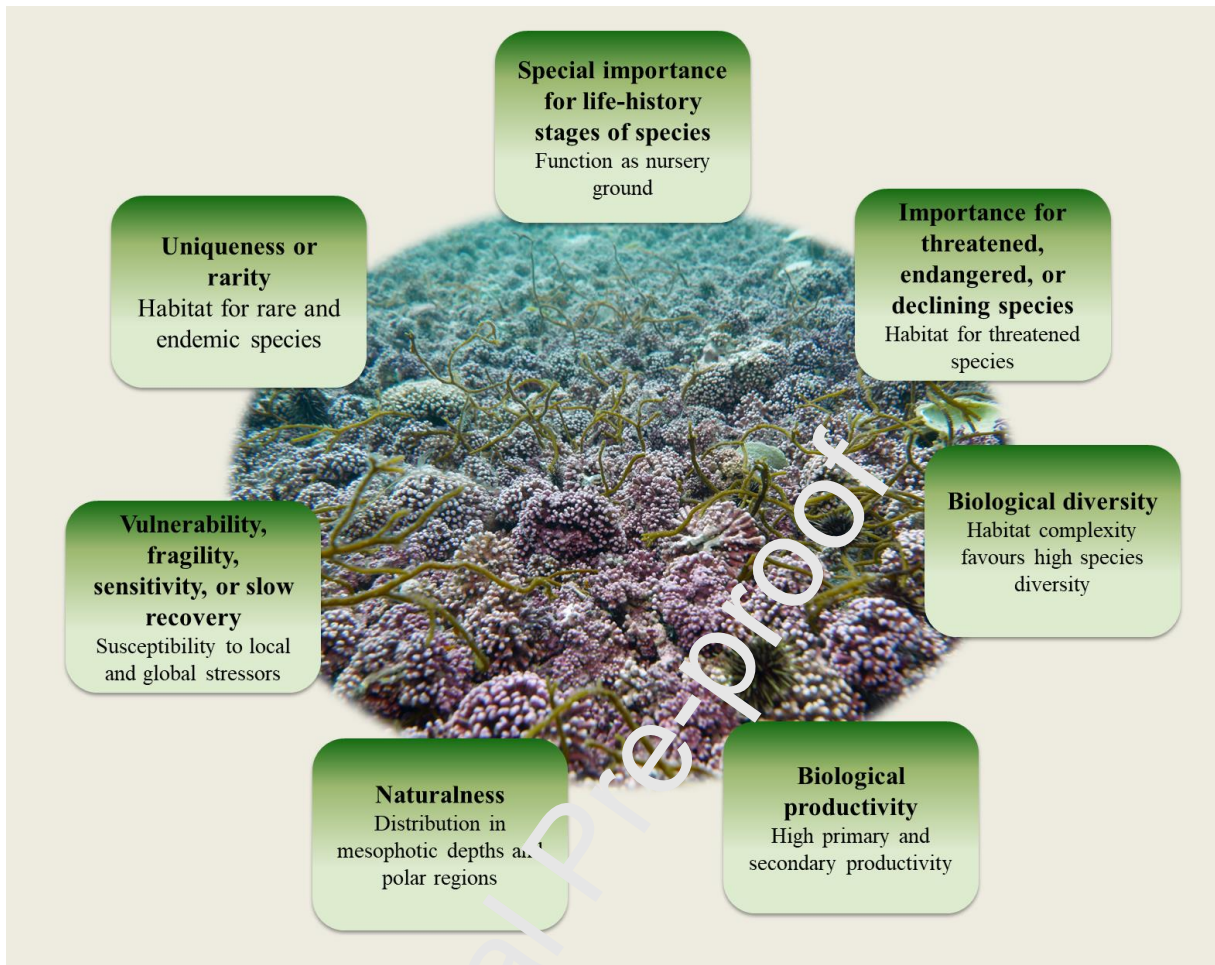 Special importance
for life-history
stages of species
Function as nursery
ground
Uniqueness or
rarity
Habitat for rare and
endemic species
Importance for
threatened,
endangered, or
declining species
Habitat for threatened
species
Biological diversity
Habitat complexity
favours high species
diversity
Vulnerability,
fragility,
sensitivity, or slow
recovery
Susceptibility to local
and global stressors
Naturalness
Distribution in
mesophotic depths and
polar regions
Biological
productivity
High primary and
secondary productivity
Pre-proof